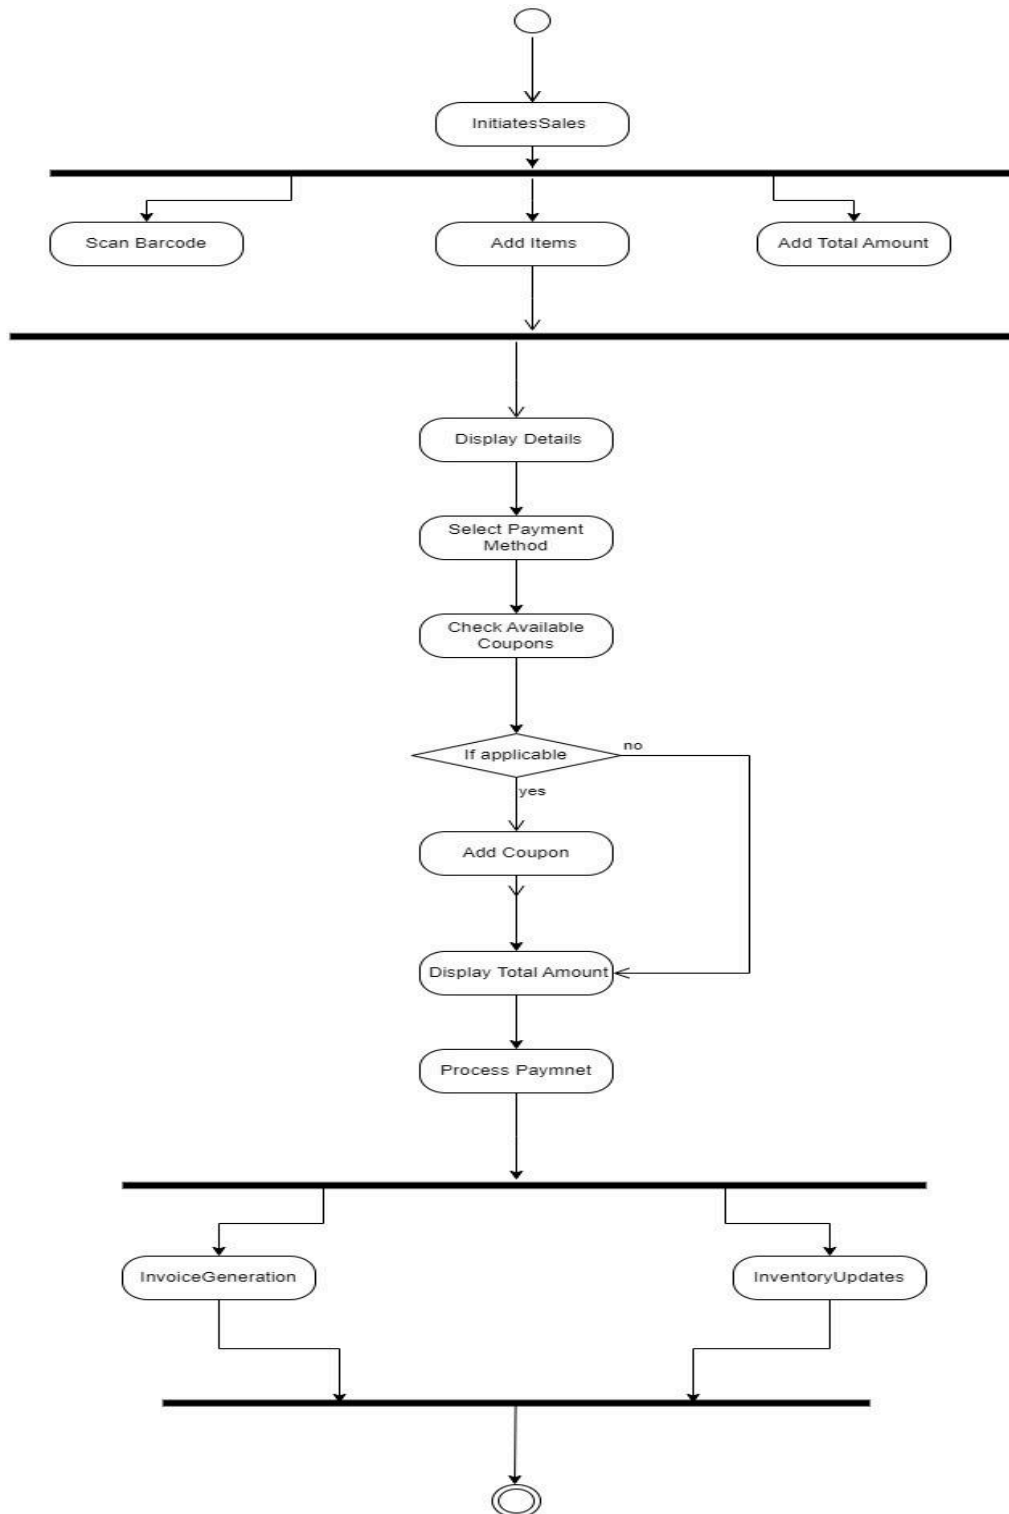 InitiatesSales
Scan Barcode
Add Items
Add Total Amount
Display Details
Select Payment
Method
Check Available
Coupons
If applicable
no
yes
Add Coupon
Display Total Amount
Process Paymnet
InvoiceGeneration
InventoryUpdates